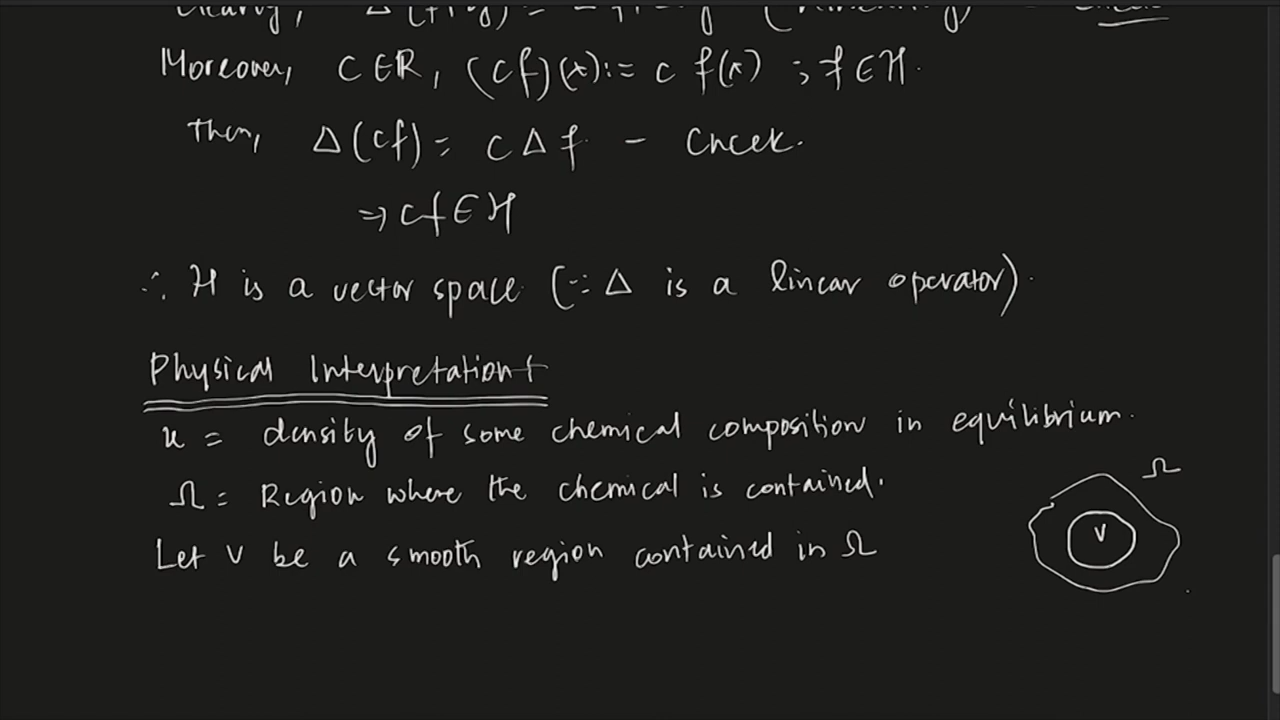 Clearly, Δ(f+g) =
Moreover, C ∈ ℝ, (cf)(x) := c f(x) ; f ∈ H.
Then, Δ(cf) = c Δ f - Check.
⇒ cf ∈ H
∴ H is a vector space (∵ Δ is a linear operator).
Physical Interpretation:
u = density of some chemical composition in equilibrium.
Ω = Region where the chemical is contained.
Ω
Let V be a smooth region contained in Ω
V